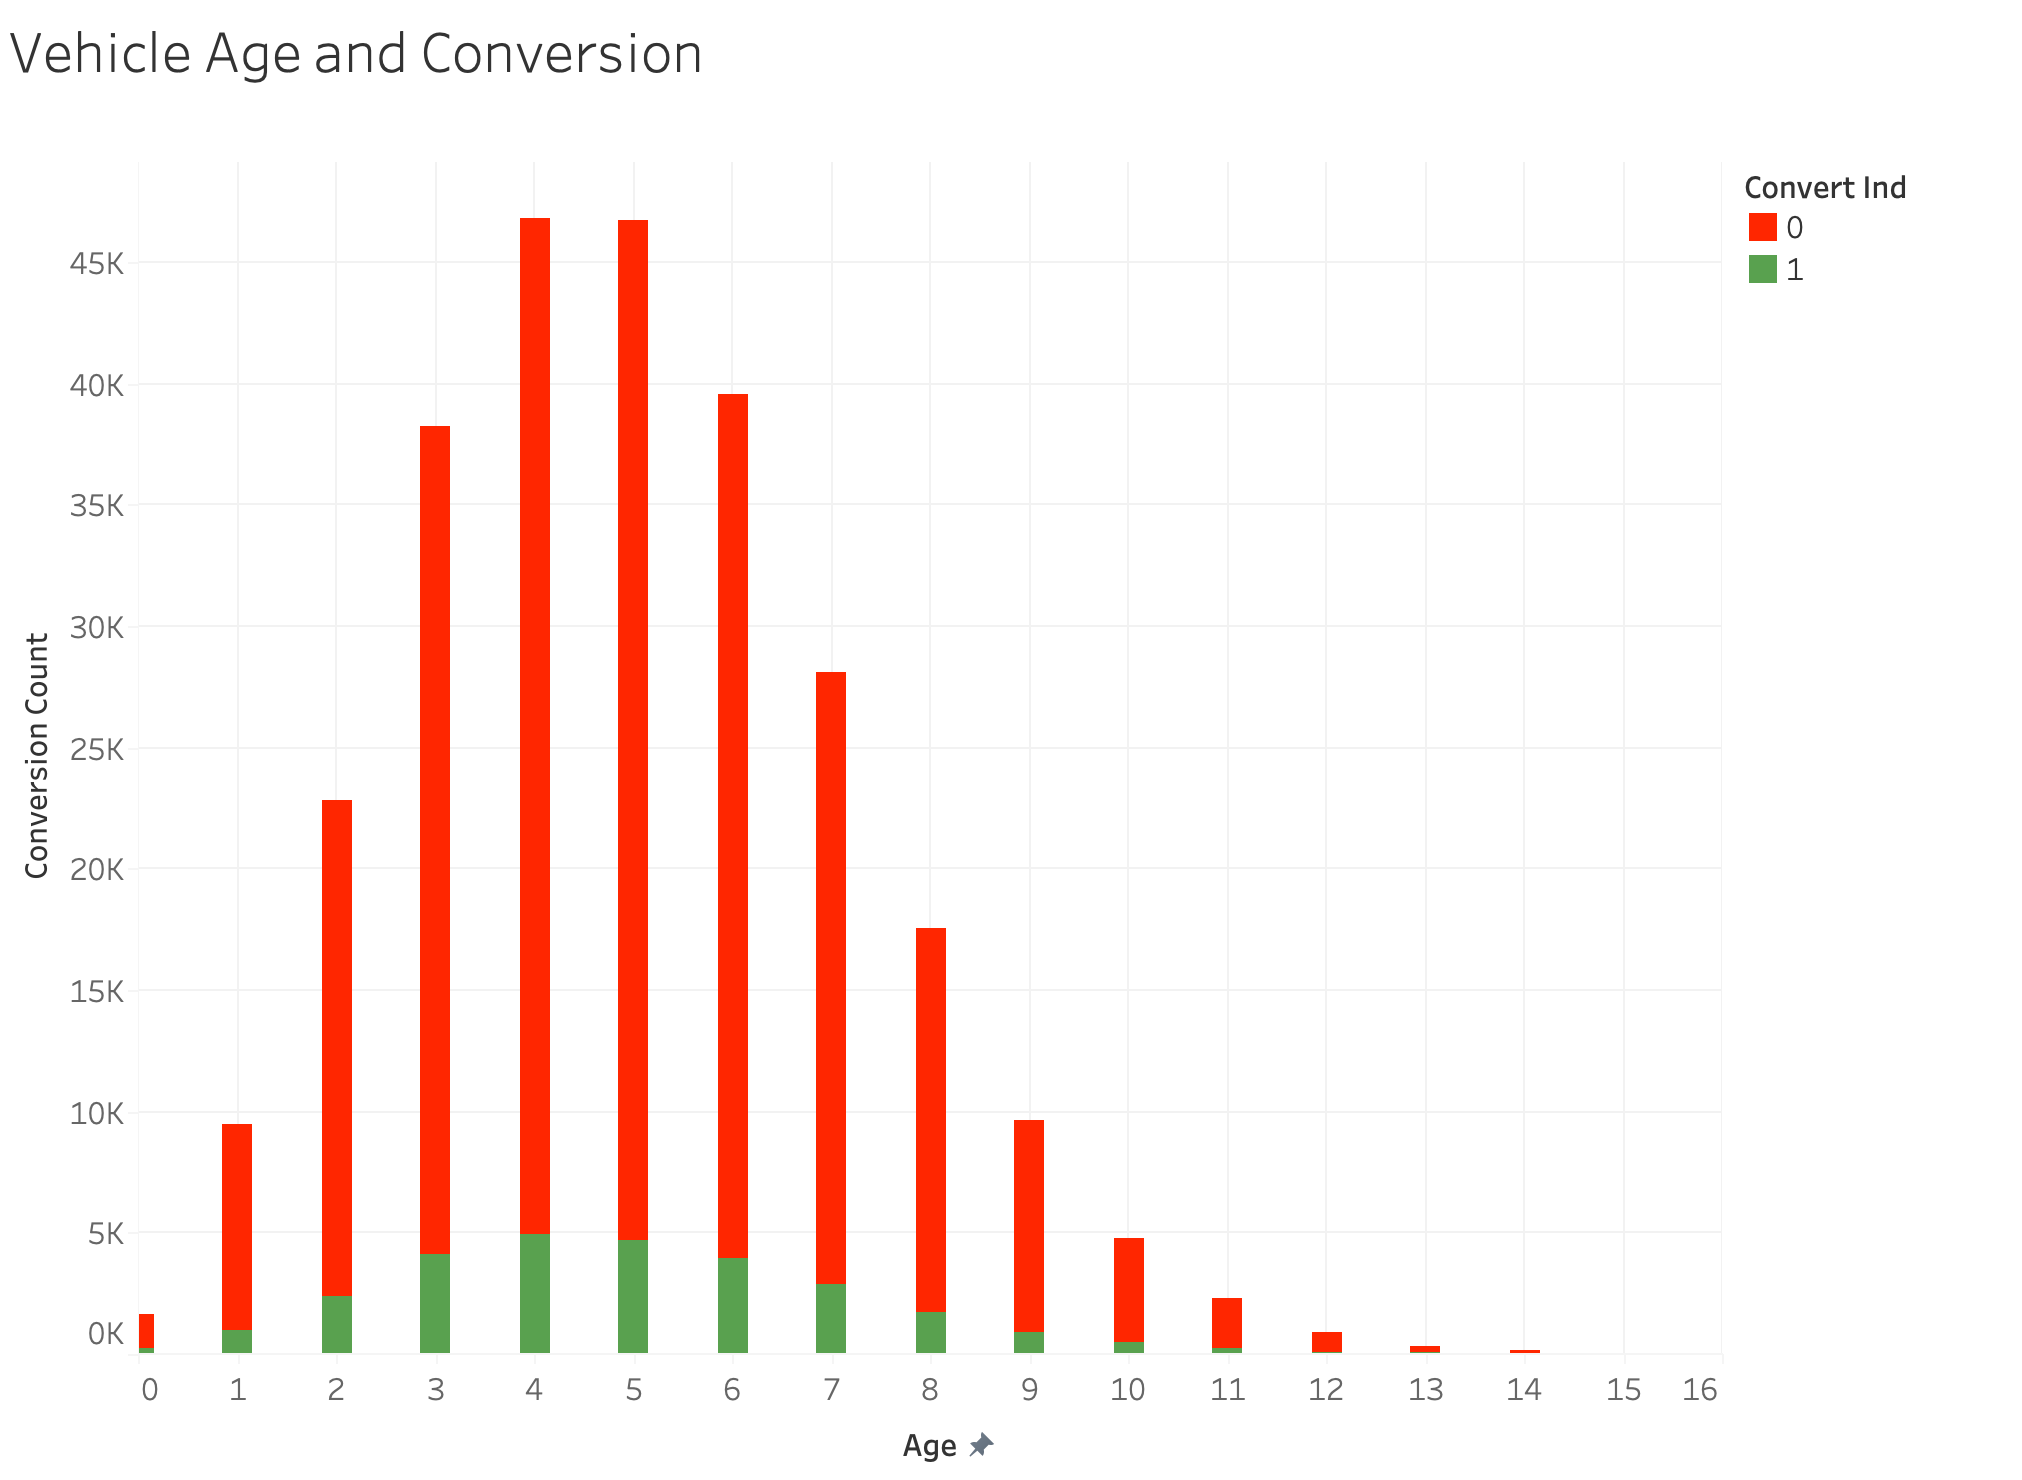 Vehicle Age and Conversion
Convert Ind
0
1
45K
40K
35K
30K
25K
20K
15K
10K
5K
0K
Conversion Count
0 1 2 3 4 5 6 7 8 9 10 11 12 13 14 15 16
Age